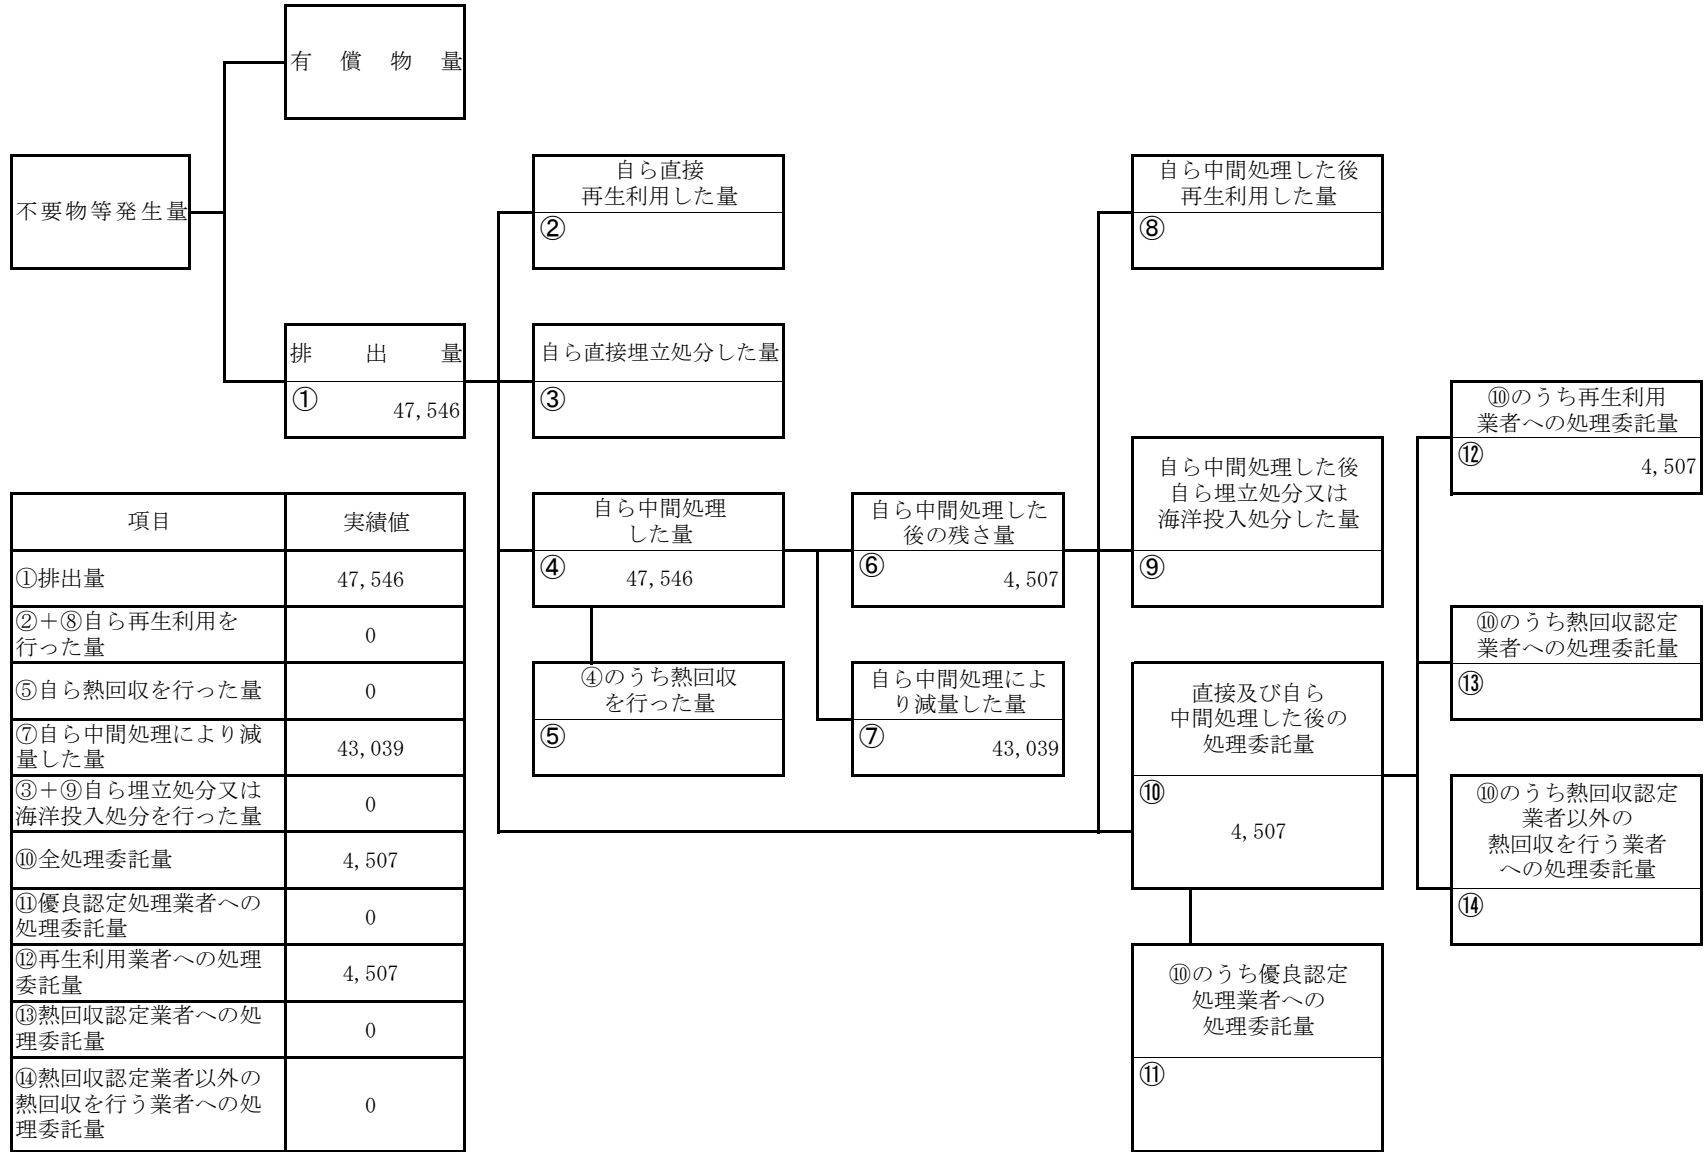 有償物量
不要物等発生量
自ら直接
再生利用した量
②
自ら中間処理した後
再生利用した量
⑧
排出量
① 47,546
自ら直接埋立処分した量
③
⑩のうち再生利用
業者への処理委託量
⑫ 4,507
自ら中間処理した後
自ら埋立処分又は
海洋投入処分した量
⑨
自ら中間処理
した量
④ 47,546
自ら中間処理した
後の残さ量
⑥ 4,507
⑩のうち熱回収認定
業者への処理委託量
⑬
④のうち熱回収
を行った量
⑤
自ら中間処理によ
り減量した量
⑦ 43,039
直接及び自ら
中間処理した後の
処理委託量
⑩
4,507
⑩のうち熱回収認定
業者以外の
熱回収を行う業者
への処理委託量
⑭
⑩のうち優良認定
処理業者への
処理委託量
⑪
項目 実績値
①排出量 47,546
②+⑧自ら再生利用を
行った量 0
⑤自ら熱回収を行った量 0
⑦自ら中間処理により減
量した量 43,039
③+⑨自ら埋立処分又は
海洋投入処分を行った量 0
⑩全処理委託量 4,507
⑪優良認定処理業者への
処理委託量 0
⑫再生利用業者への処理
委託量 4,507
⑬熱回収認定業者への処
理委託量 0
⑭熱回収認定業者以外の
熱回収を行う業者への処
理委託量 0